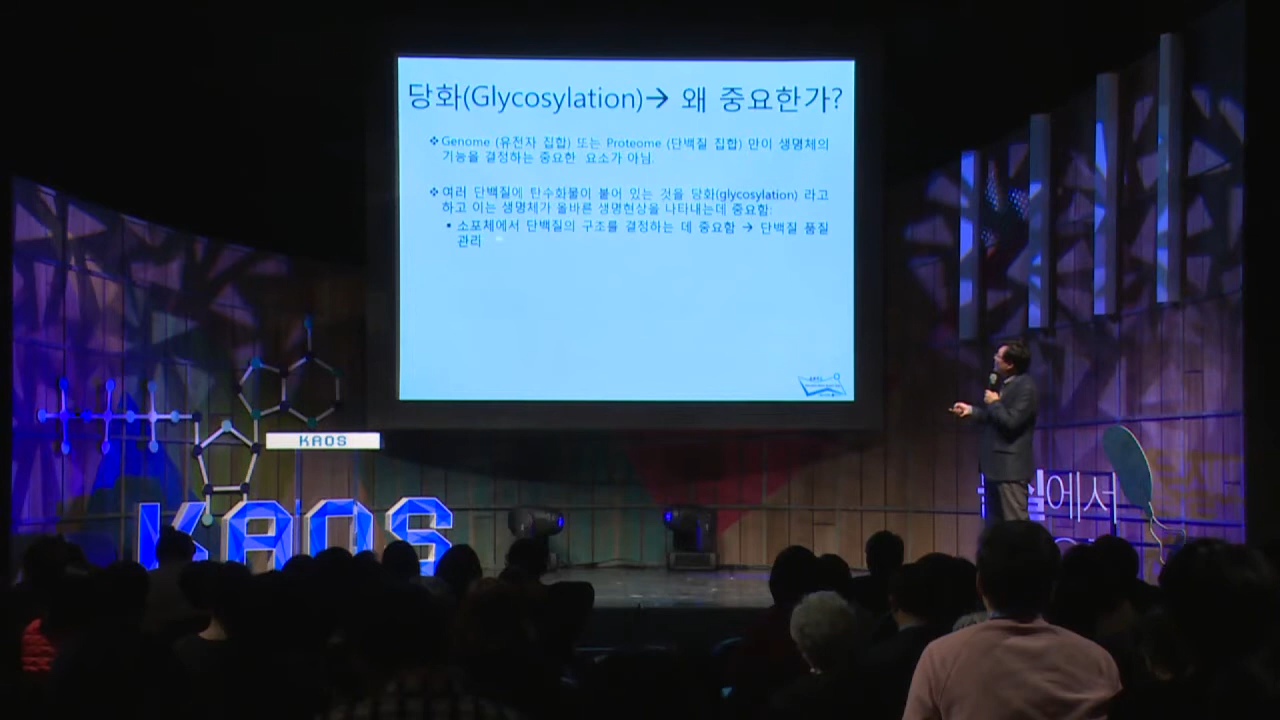 당화(Glycosylation)→ 왜 중요한가?
❖Genome (유전자 집합) 또는 Proteome (단백질 집합) 만이 생명체의
기능을 결정하는 중요한 요소가 아님.
❖ 여러 단백질에 탄수화물이 붙어 있는 것을 당화(glycosylation) 라고
하고 이는 생명체가 올바른 생명현상을 나타내는데 중요함:
▪ 소포체에서 단백질의 구조를 결정하는 데 중요함 → 단백질 품질
관리
KAOS
KAOS
실에서